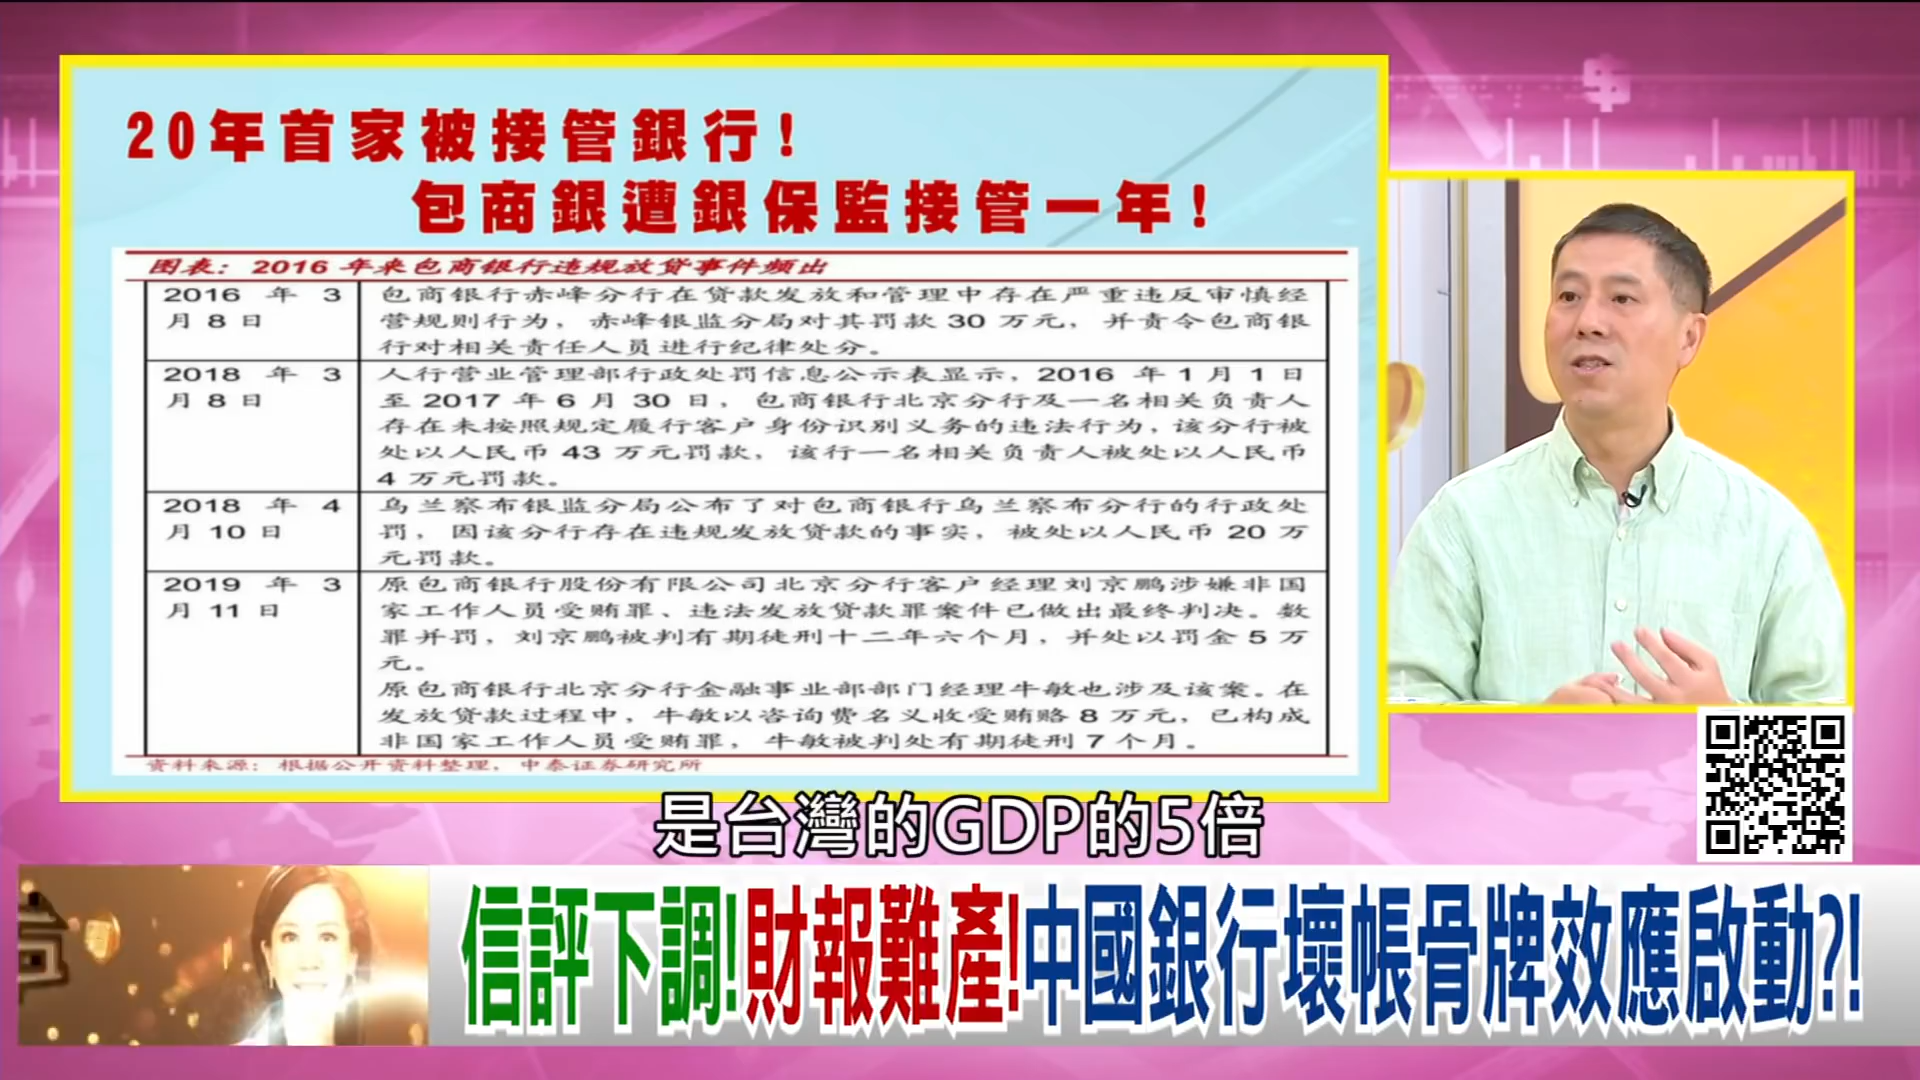 20年首家被接管銀行!
包商銀遭銀保監接管一年!
图表：2016 年来包商银行违规放贷事件频出
2016 年 3
月 8 日
包商银行赤峰分行在贷款发放和管理中存在严重违反审慎经
营规则行为，赤峰银监分局对其罚款 30 万元，并责令包商银
行对相关责任人员进行纪律处分。
2018 年 3
月 8 日
人行营业管理部行政处罚信息公示表显示，2016 年 1 月 1 日
至 2017 年 6 月 30 日，包商银行北京分行及一名相关负责人
存在未按照规定履行客户身份识别义务的违法行为，该分行被
处以人民币 43 万元罚款，该行一名相关负责人被处以人民币
4 万元罚款。
2018 年 4
月 10 日
乌兰察布银监分局公布了对包商银行乌兰察布分行的行政处
罚，因该分行存在违规发放贷款的事实，被处以人民币 20 万
元罚款。
2019 年 3
月 11 日
原包商银行股份有限公司北京分行客户经理刘京鹏涉嫌非国
家工作人员受贿罪、违法发放贷款罪案件已做出最终判决。数
罪并罚，刘京鹏被判有期徒刑十二年六个月，并处以罚金 5 万
元。
原包商银行北京分行金融事业部部门经理牛敏也涉及该案。在
发放贷款过程中，牛敏以咨询费名义收受贿赂 8 万元，已构成
非国家工作人员受贿罪，牛敏被判处有期徒刑 7 个月。
资料来源：根据公开资料整理，中泰证券研究所
是台灣的GDP的5倍
信評下調!財報難產!中國銀行壞帳骨牌效應啟動?!